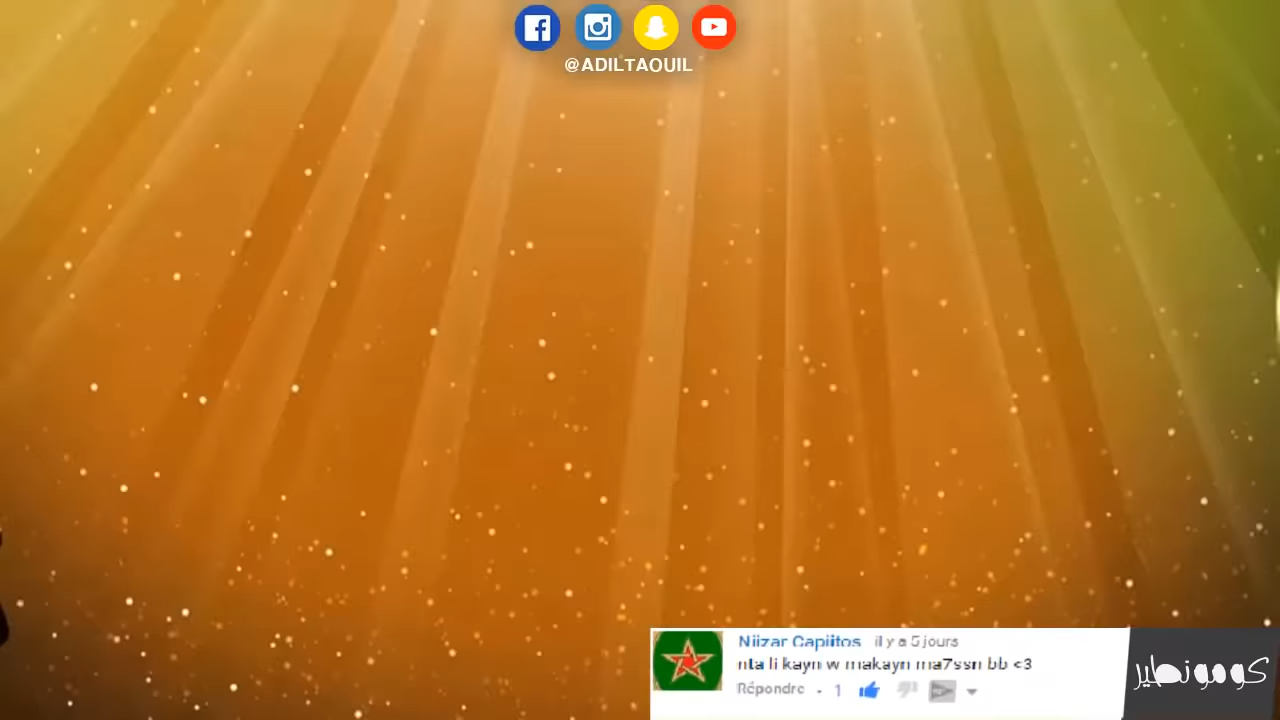 @ADILTAOUIL
Niizar Capiitos il y a 5 jours
nta li kayn w makayn ma7ssn bb <3
Répondre · 1
كومونطير